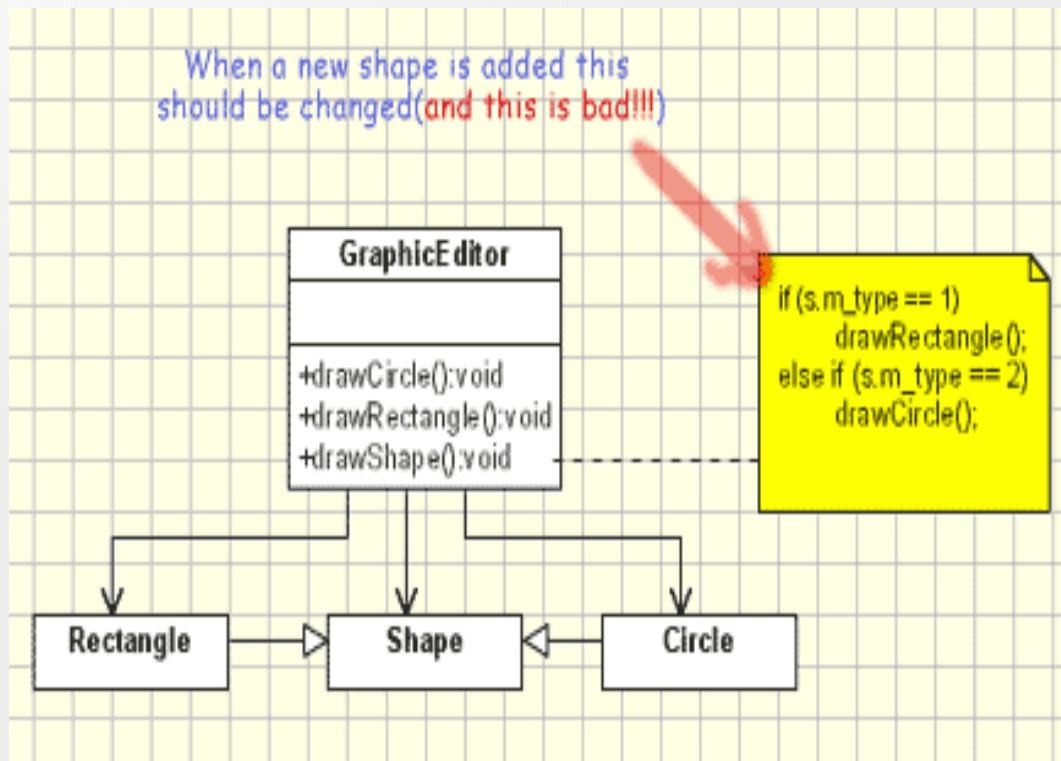 When a new shape is added this
should be changed(and this is bad!!!)
GraphicEditor
+drawCircle():void
+drawRectangle():void
+drawShape():void
if (s.m_type == 1)
drawRectangle();
else if (s.m_type == 2)
drawCircle();
Rectangle
Shape
Circle